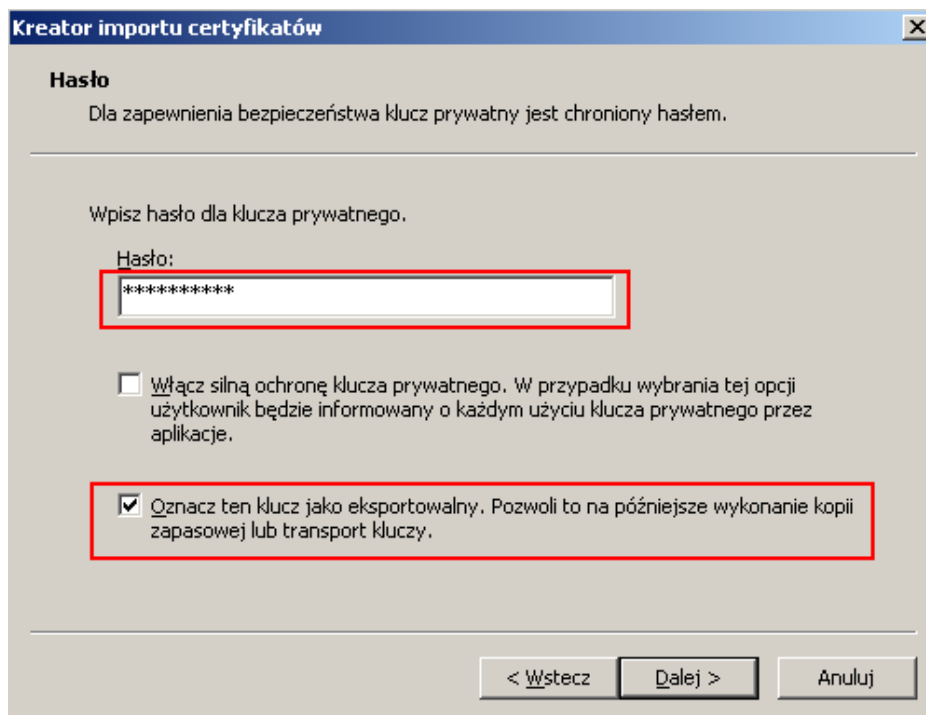 Kreator importu certyfikatów
Hasło
Dla zapewnienia bezpieczeństwa klucz prywatny jest chroniony hasłem.
Wpisz hasło dla klucza prywatnego.
Hasło:
**********
Włącz silną ochronę klucza prywatnego. W przypadku wybrania tej opcji
użytkownik będzie informowany o każdym użyciu klucza prywatnego przez
aplikacje.
Oznacz ten klucz jako eksportowalny. Pozwoli to na późniejsze wykonanie kopii
zapasowej lub transport kluczy.
< Wstecz Dalej > Anuluj